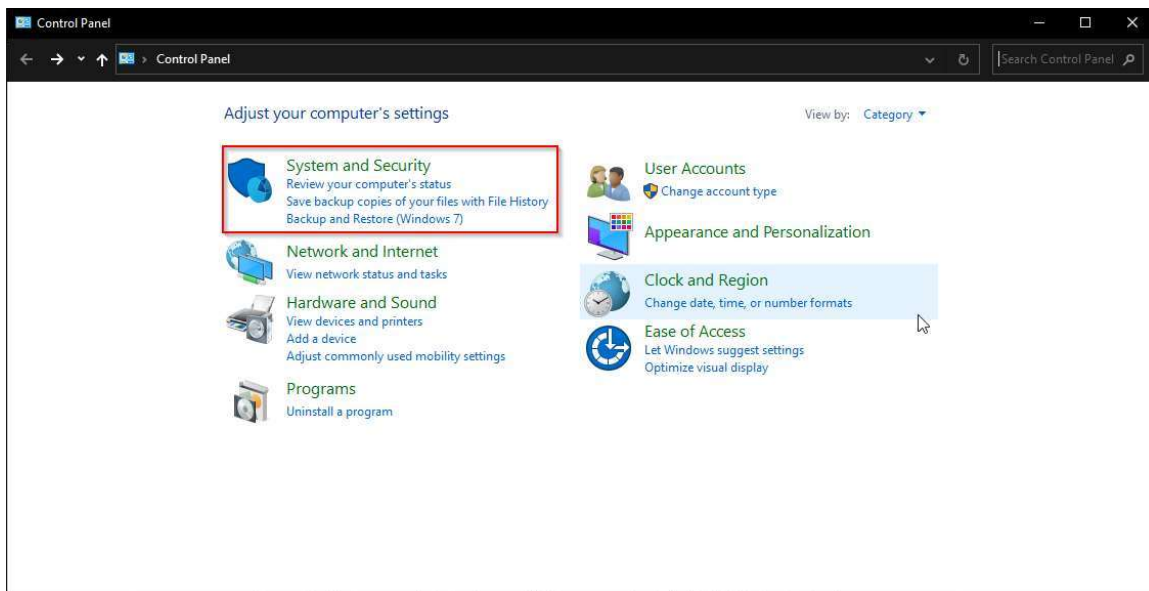 Control Panel
Control Panel
Search Control Panel
Adjust your computer's settings
View by: Category
System and Security
Review your computer's status
Save backup copies of your files with File History
Backup and Restore (Windows 7)
Network and Internet
View network status and tasks
Hardware and Sound
View devices and printers
Add a device
Adjust commonly used mobility settings
Programs
Uninstall a program
User Accounts
Change account type
Appearance and Personalization
Clock and Region
Change date, time, or number formats
Ease of Access
Let Windows suggest settings
Optimize visual display